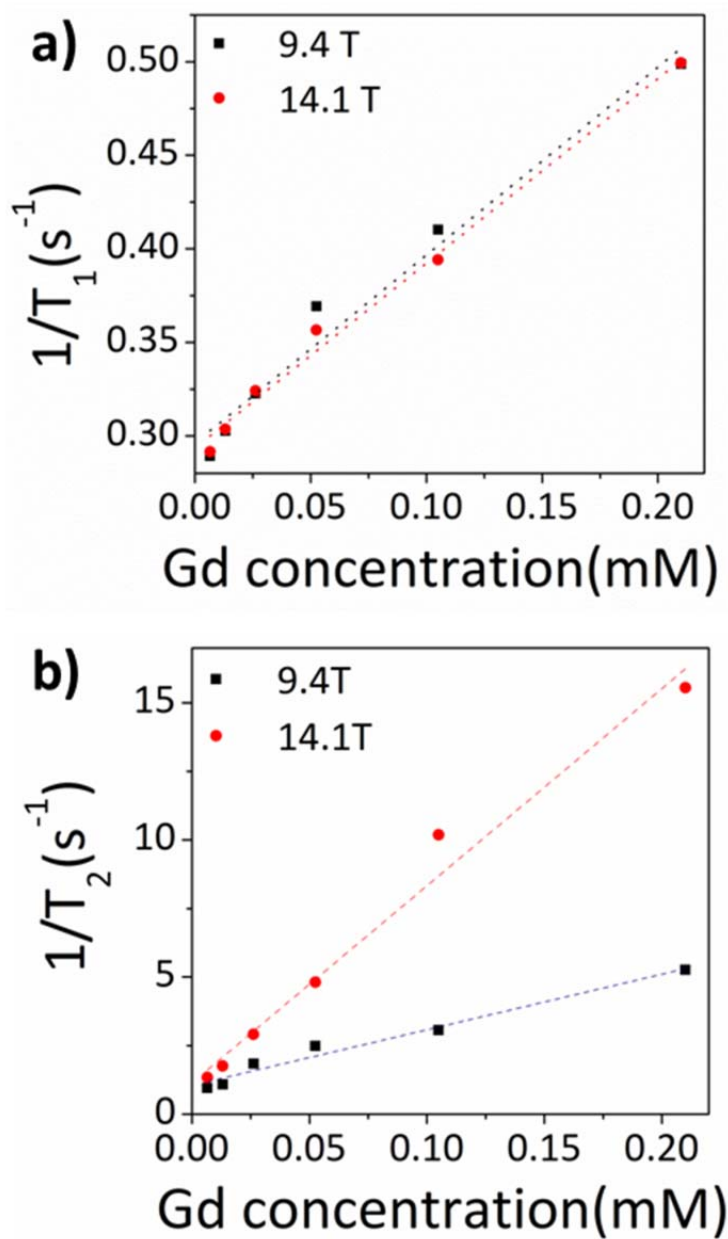 a)
9.4 T
14.1 T
0.50
0.45
0.40
0.35
0.30
1/T₁(s⁻¹)
0.00 0.05 0.10 0.15 0.20
Gd concentration(mM)
b)
9.4T
14.1T
15
10
5
0
1/T₂(s⁻¹)
0.00 0.05 0.10 0.15 0.20
Gd concentration(mM)